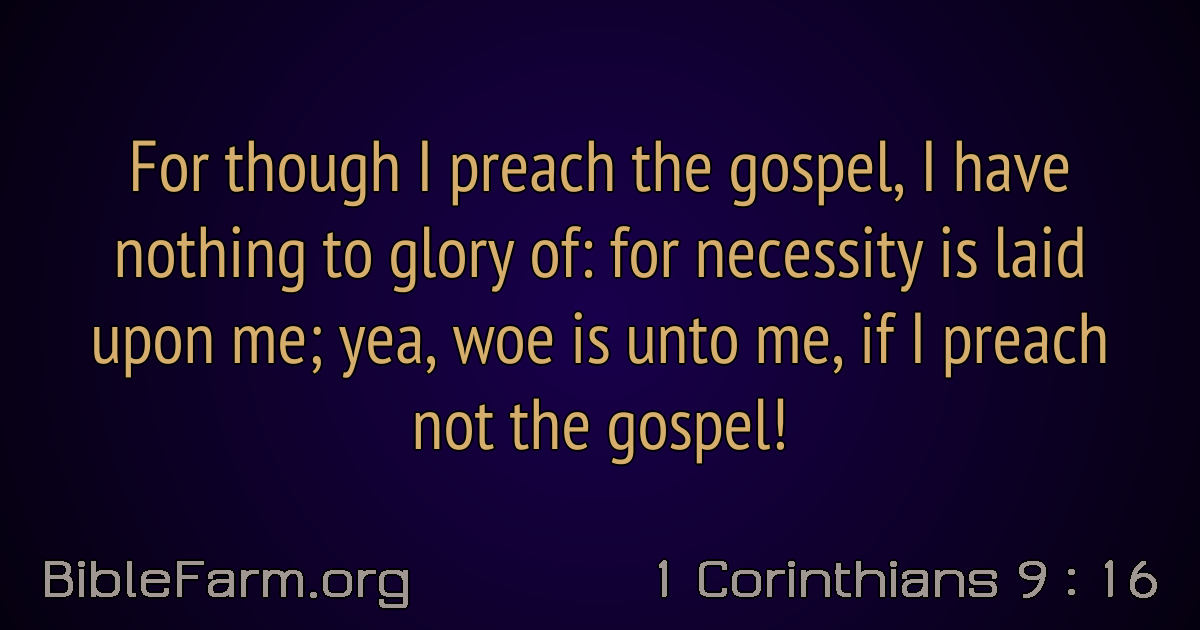 For though I preach the gospel, I have
nothing to glory of: for necessity is laid
upon me; yea, woe is unto me, if I preach
not the gospel!
BibleFarm.org
1 Corinthians 9 : 16